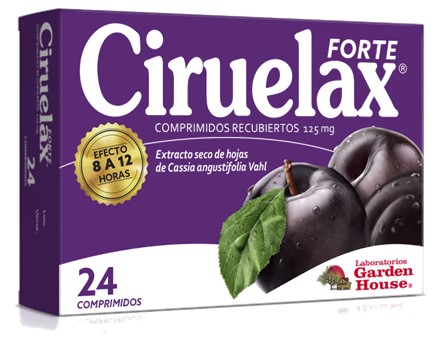 Ciruelax®
FORTE
COMPRIMIDOS RECUBIERTOS 125 mg
Extracto seco de hojas
de Cassia angustifolia Vahl
EFECTO
8 A 12
HORAS
24
COMPRIMIDOS
Laboratorios
Garden
House®
24